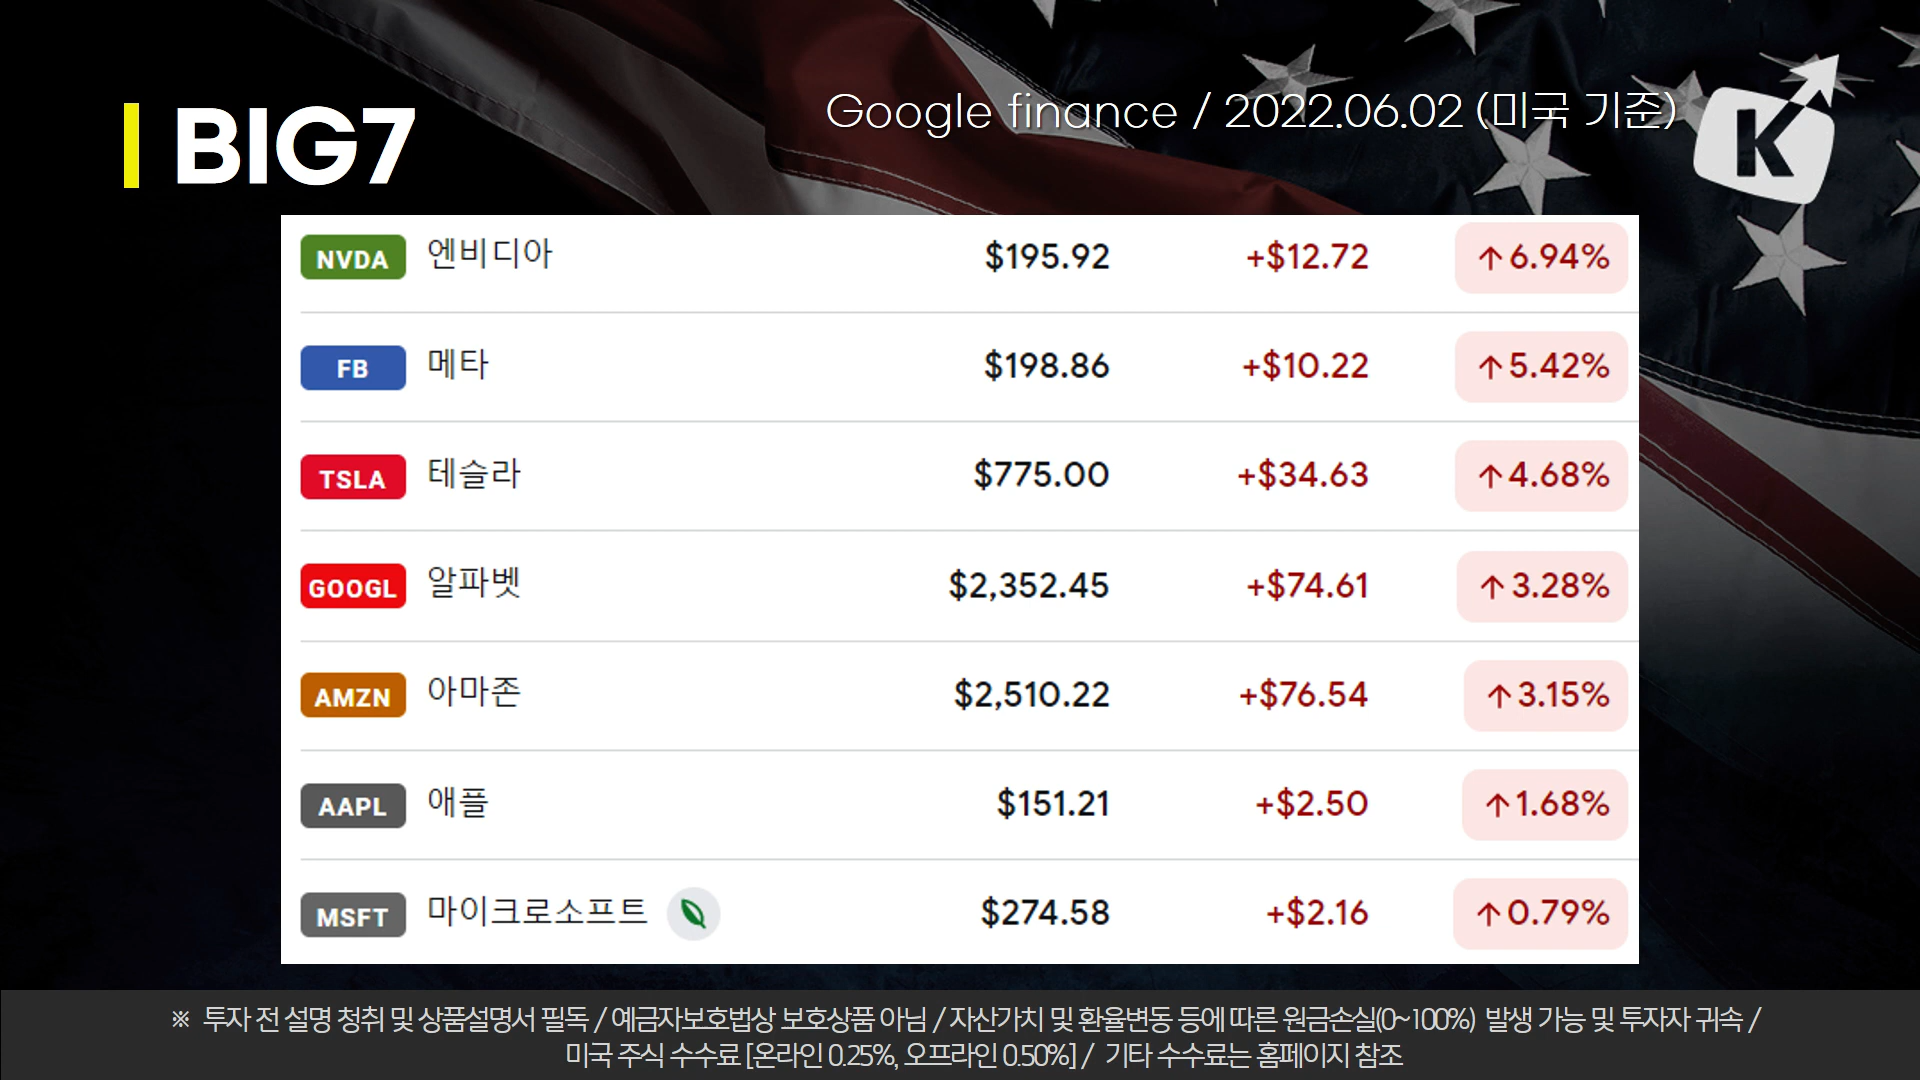 BIG7
Google finance / 2022.06.02 (미국 기준)
K
NVDA 엔비디아 $195.92 +$12.72 ↑6.94%
FB 메타 $198.86 +$10.22 ↑5.42%
TSLA 테슬라 $775.00 +$34.63 ↑4.68%
GOOGL 알파벳 $2,352.45 +$74.61 ↑3.28%
AMZN 아마존 $2,510.22 +$76.54 ↑3.15%
AAPL 애플 $151.21 +$2.50 ↑1.68%
MSFT 마이크로소프트 $274.58 +$2.16 ↑0.79%
※ 투자 전 설명 청취 및 상품설명서 필독 / 예금자보호법상 보호상품 아님 / 자산가치 및 환율변동 등에 따른 원금손실(0~100%) 발생 가능 및 투자자 귀속 /
미국 주식 수수료 [온라인 0.25%, 오프라인 0.50%] / 기타 수수료는 홈페이지 참조